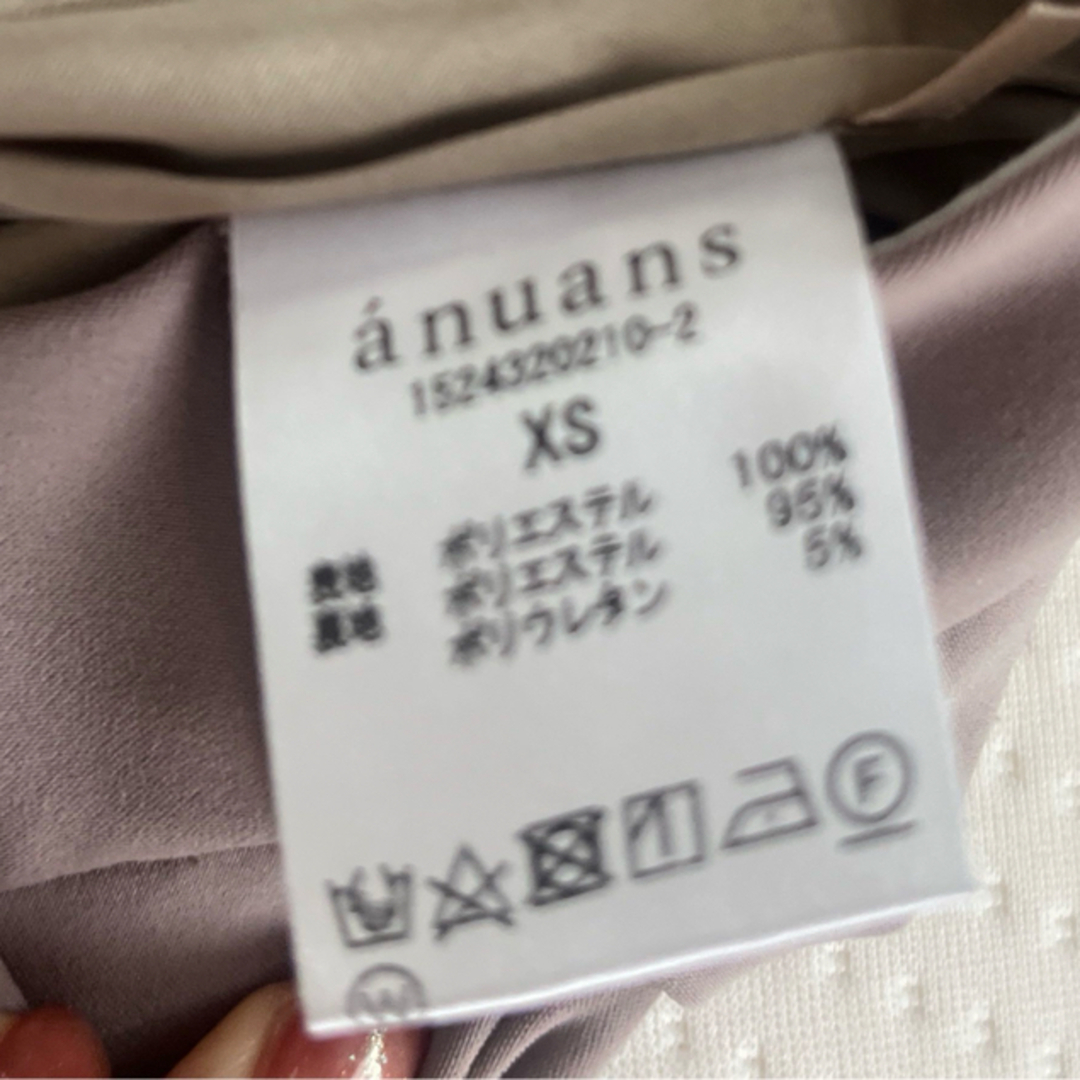 ánuans
1524320210-2
XS
表地 ポリエステル 100%
裏地 ポリエステル 95%
ポリウレタン 5%
F
W